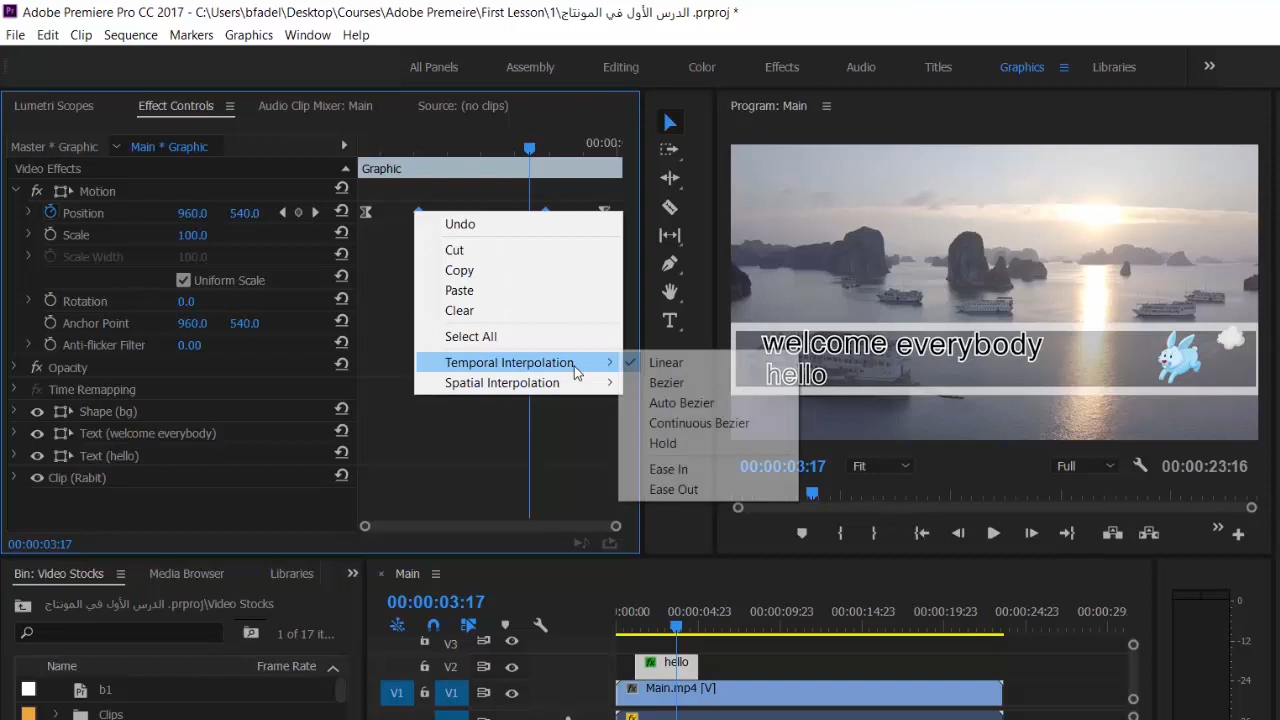 Adobe Premiere Pro CC 2017 - C:\Users\bfadel\Desktop\Courses\Adobe Premeire\First Lesson\1\الدرس الأول في المونتاج .prproj *
File Edit Clip Sequence Markers Graphics Window Help
All Panels Assembly Editing Color Effects Audio Titles Graphics Libraries
Lumetri Scopes Effect Controls Audio Clip Mixer: Main Source: (no clips)
Program: Main
Master * Graphic Main * Graphic
00:00:
Video Effects
Graphic
fx Motion
Position 960.0 540.0
Scale 100.0
Scale Width 100.0
Uniform Scale
Rotation 0.0
Anchor Point 960.0 540.0
Anti-flicker Filter 0.00
fx Opacity
Time Remapping
Shape (bg)
Text (welcome everybody)
Text (hello)
Clip (Rabit)
00:00:03:17
Undo
Cut
Copy
Paste
Clear
Select All
Temporal Interpolation
Spatial Interpolation
Linear
Bezier
Auto Bezier
Continuous Bezier
Hold
Ease In
Ease Out
T
welcome everybody
hello
00:00:03:17 Fit Full 00:00:23:16
Bin: Video Stocks Media Browser Libraries
الدرس الأول في المونتاج .prproj\Video Stocks
1 of 17 it...
Name Frame Rate
b1
Clips
× Main
00:00:03:17
:00:00 00:00:04:23 00:00:09:23 00:00:14:23 00:00:19:23 00:00:24:23 00:00:29
V3
V2
fx hello
V1 V1
fx Main.mp4 [V]
fx
0
-12
-24